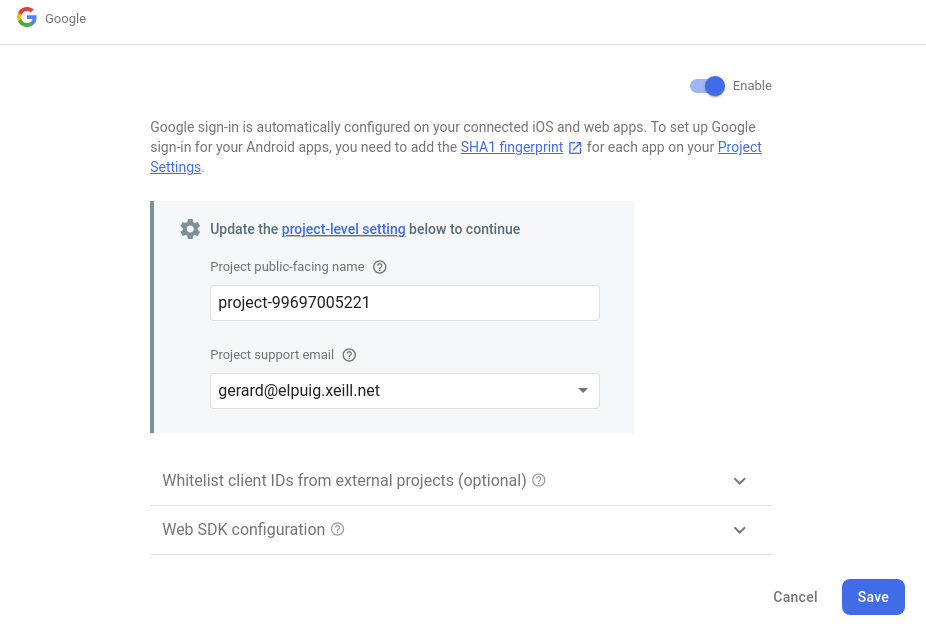 Google
Enable
Google sign-in is automatically configured on your connected iOS and web apps. To set up Google
sign-in for your Android apps, you need to add the SHA1 fingerprint for each app on your Project
Settings.
Update the project-level setting below to continue
Project public-facing name
project-99697005221
Project support email
gerard@elpuig.xeill.net
Whitelist client IDs from external projects (optional)
Web SDK configuration
Cancel Save